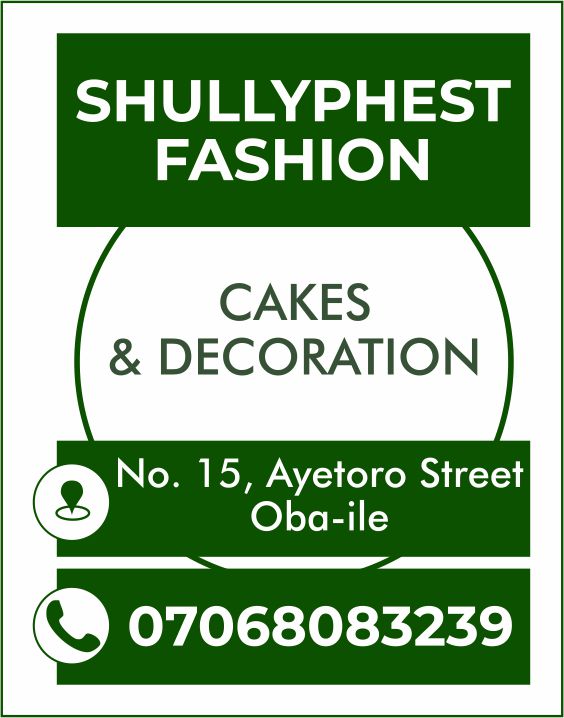 SHULLYPHEST
FASHION
CAKES
& DECORATION
No. 15, Ayetoro Street
Oba-ile
07068083239